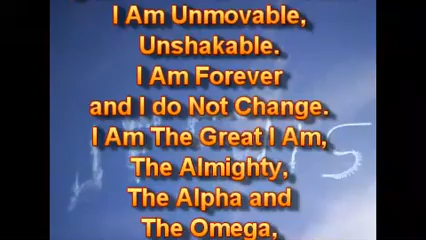 I Am Unmovable,
Unshakable.
I Am Forever
and I do Not Change.
I Am The Great I Am,
The Almighty,
The Alpha and
The Omega,